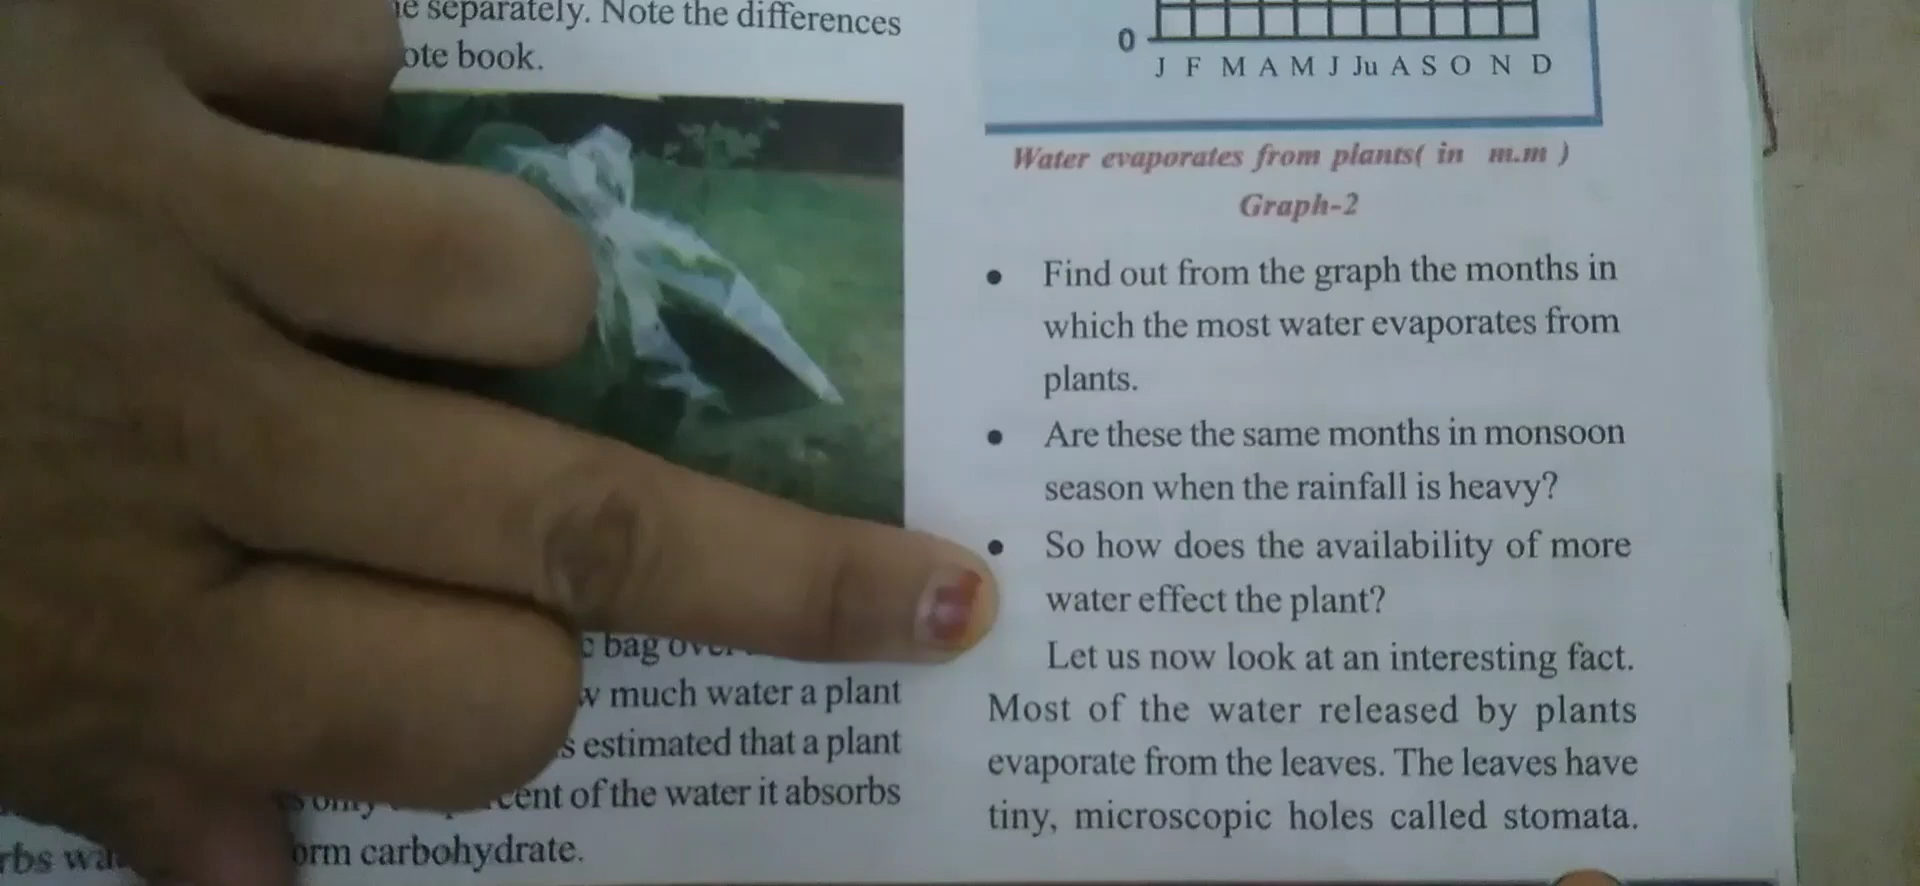 separately. Note the differences
book.
bag
much water a plant
estimated that a plant
of the water it absorbs
carbohydrate.
0
J F M A M J Ju A S O N D
Water evaporates from plants( in m.m )
Graph-2
• Find out from the graph the months in
which the most water evaporates from
plants.
• Are these the same months in monsoon
season when the rainfall is heavy?
• So how does the availability of more
water effect the plant?
Let us now look at an interesting fact.
Most of the water released by plants
evaporate from the leaves. The leaves have
tiny, microscopic holes called stomata.